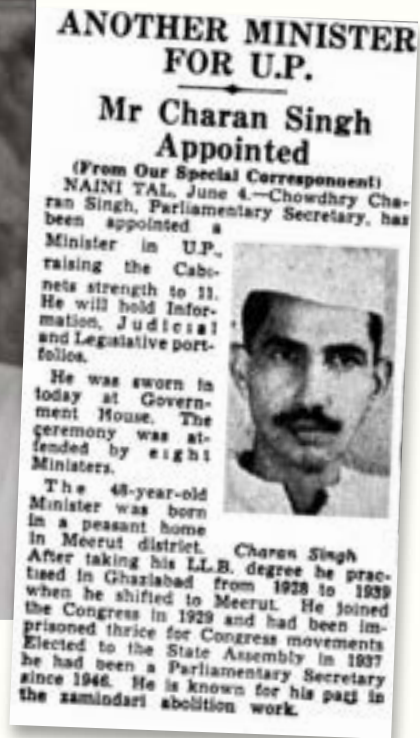 ANOTHER MINISTER
FOR U.P.
Mr Charan Singh
Appointed
(From Our Special Correspondent)
NAINI TAL, June 4.—Chowdhry Cha-
ran Singh, Parliamentary Secretary, has
been appointed a
Minister in U.P.,
raising the Cabi-
nets strength to 11.
He will hold Infor-
mation, Judicial
and Legislative port-
folios.
He was sworn in
today at Govern-
ment House. The
ceremony was at-
tended by eight
Ministers.
The 48-year-old
Minister was born
in a peasant home
in Meerut district.
Charan Singh
After taking his LL.B. degree he prac-
tised in Ghaziabad from 1928 to 1939
when he shifted to Meerut. He joined
the Congress in 1929 and had been im-
prisoned thrice for Congress movements
Elected to the State Assembly in 1937
he had been a Parliamentary Secretary
since 1946. He is known for his part in
the zamindari abolition work.